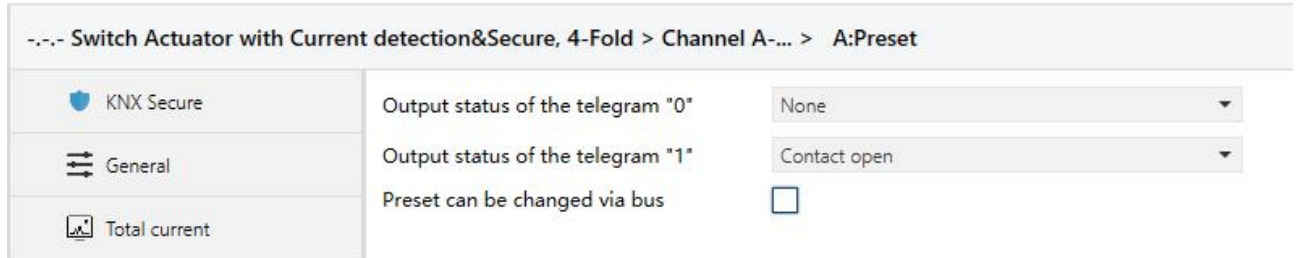 -.-.- Switch Actuator with Current detection&Secure, 4-Fold > Channel A-... > A:Preset
KNX Secure
Output status of the telegram "0" None
General
Output status of the telegram "1" Contact open
Preset can be changed via bus
Total current